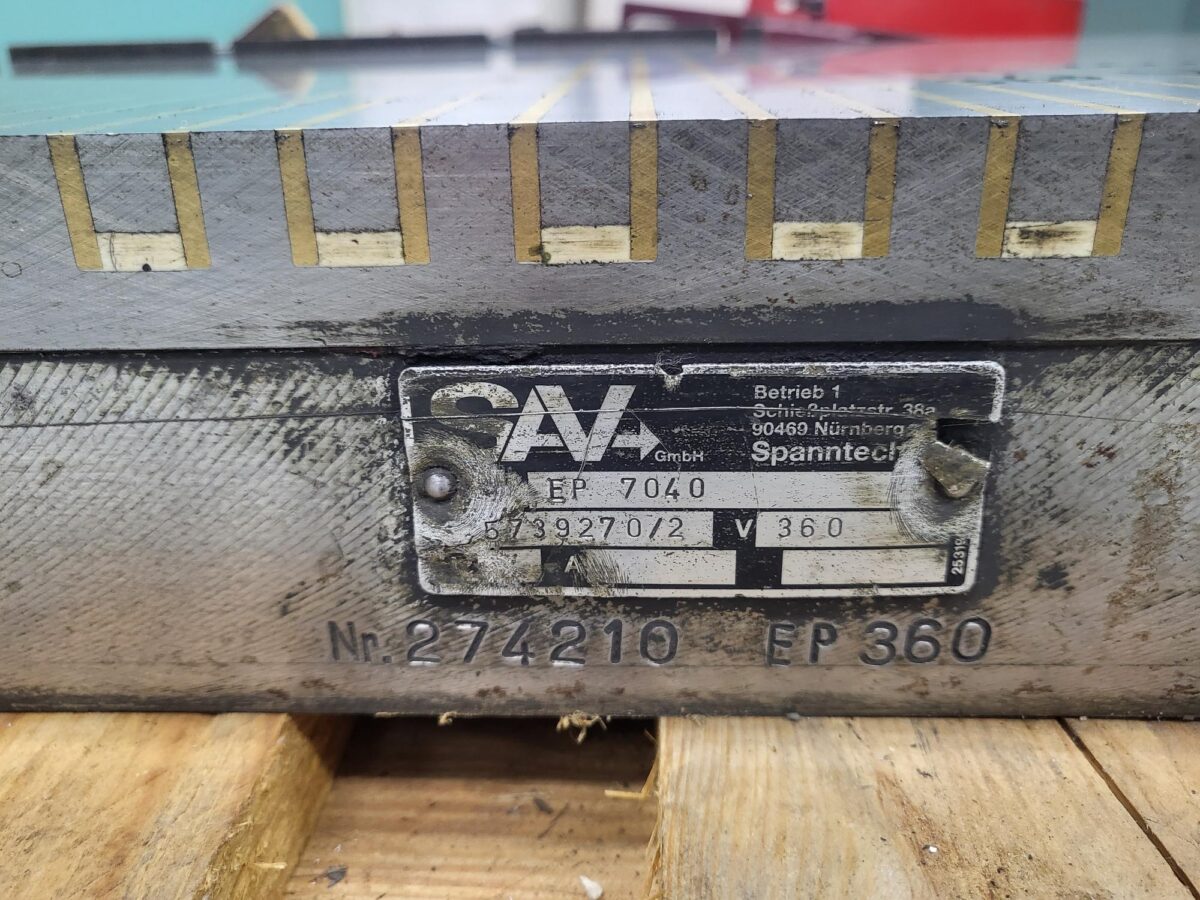 SAV GmbH
Betrieb 1
Schießplatzstr. 38a
90469 Nürnberg
Spanntech
EP 7040
5739270/2 V 360
A
Nr. 274210 EP 360